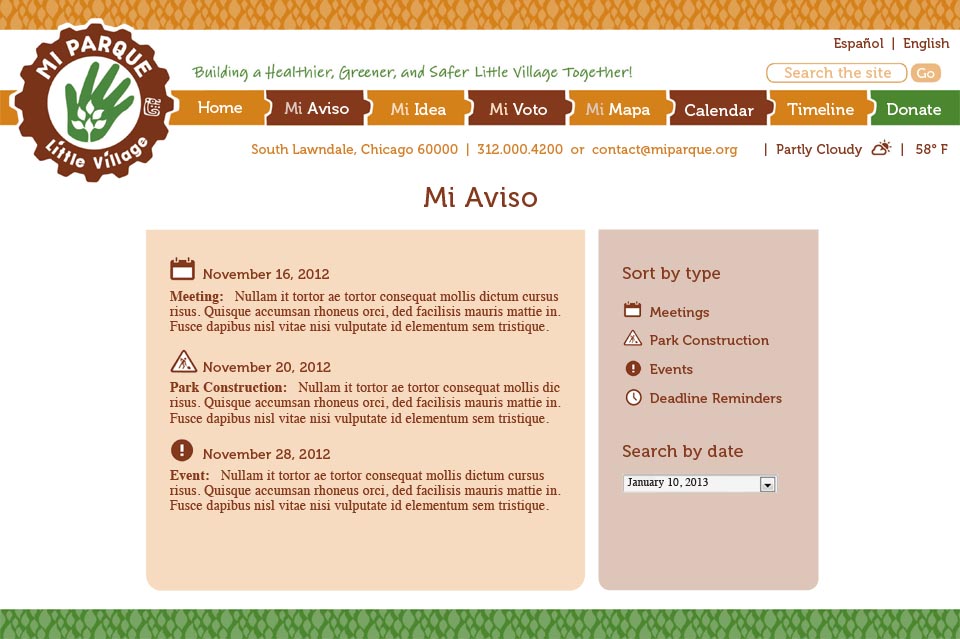 Español | English
MI PARQUE
Little Village
Building a Healthier, Greener, and Safer Little Village Together!
Search the site Go
Home Mi Aviso Mi Idea Mi Voto Mi Mapa Calendar Timeline Donate
South Lawndale, Chicago 60000 | 312.000.4200 or contact@miparque.org | Partly Cloudy | 58° F
Mi Aviso
November 16, 2012
Meeting: Nullam it tortor ae tortor consequat mollis dictum cursus
risus. Quisque accumsan rhoneus orci, ded facilisis mauris mattie in.
Fusce dapibus nisl vitae nisi vulputate id elementum sem tristique.
November 20, 2012
Park Construction: Nullam it tortor ae tortor consequat mollis dic
risus. Quisque accumsan rhoneus orci, ded facilisis mauris mattie in.
Fusce dapibus nisl vitae nisi vulputate id elementum sem tristique.
November 28, 2012
Event: Nullam it tortor ae tortor consequat mollis dictum cursus
risus. Quisque accumsan rhoneus orci, ded facilisis mauris mattie in.
Fusce dapibus nisl vitae nisi vulputate id elementum sem tristique.
Sort by type
Meetings
Park Construction
Events
Deadline Reminders
Search by date
January 10, 2013